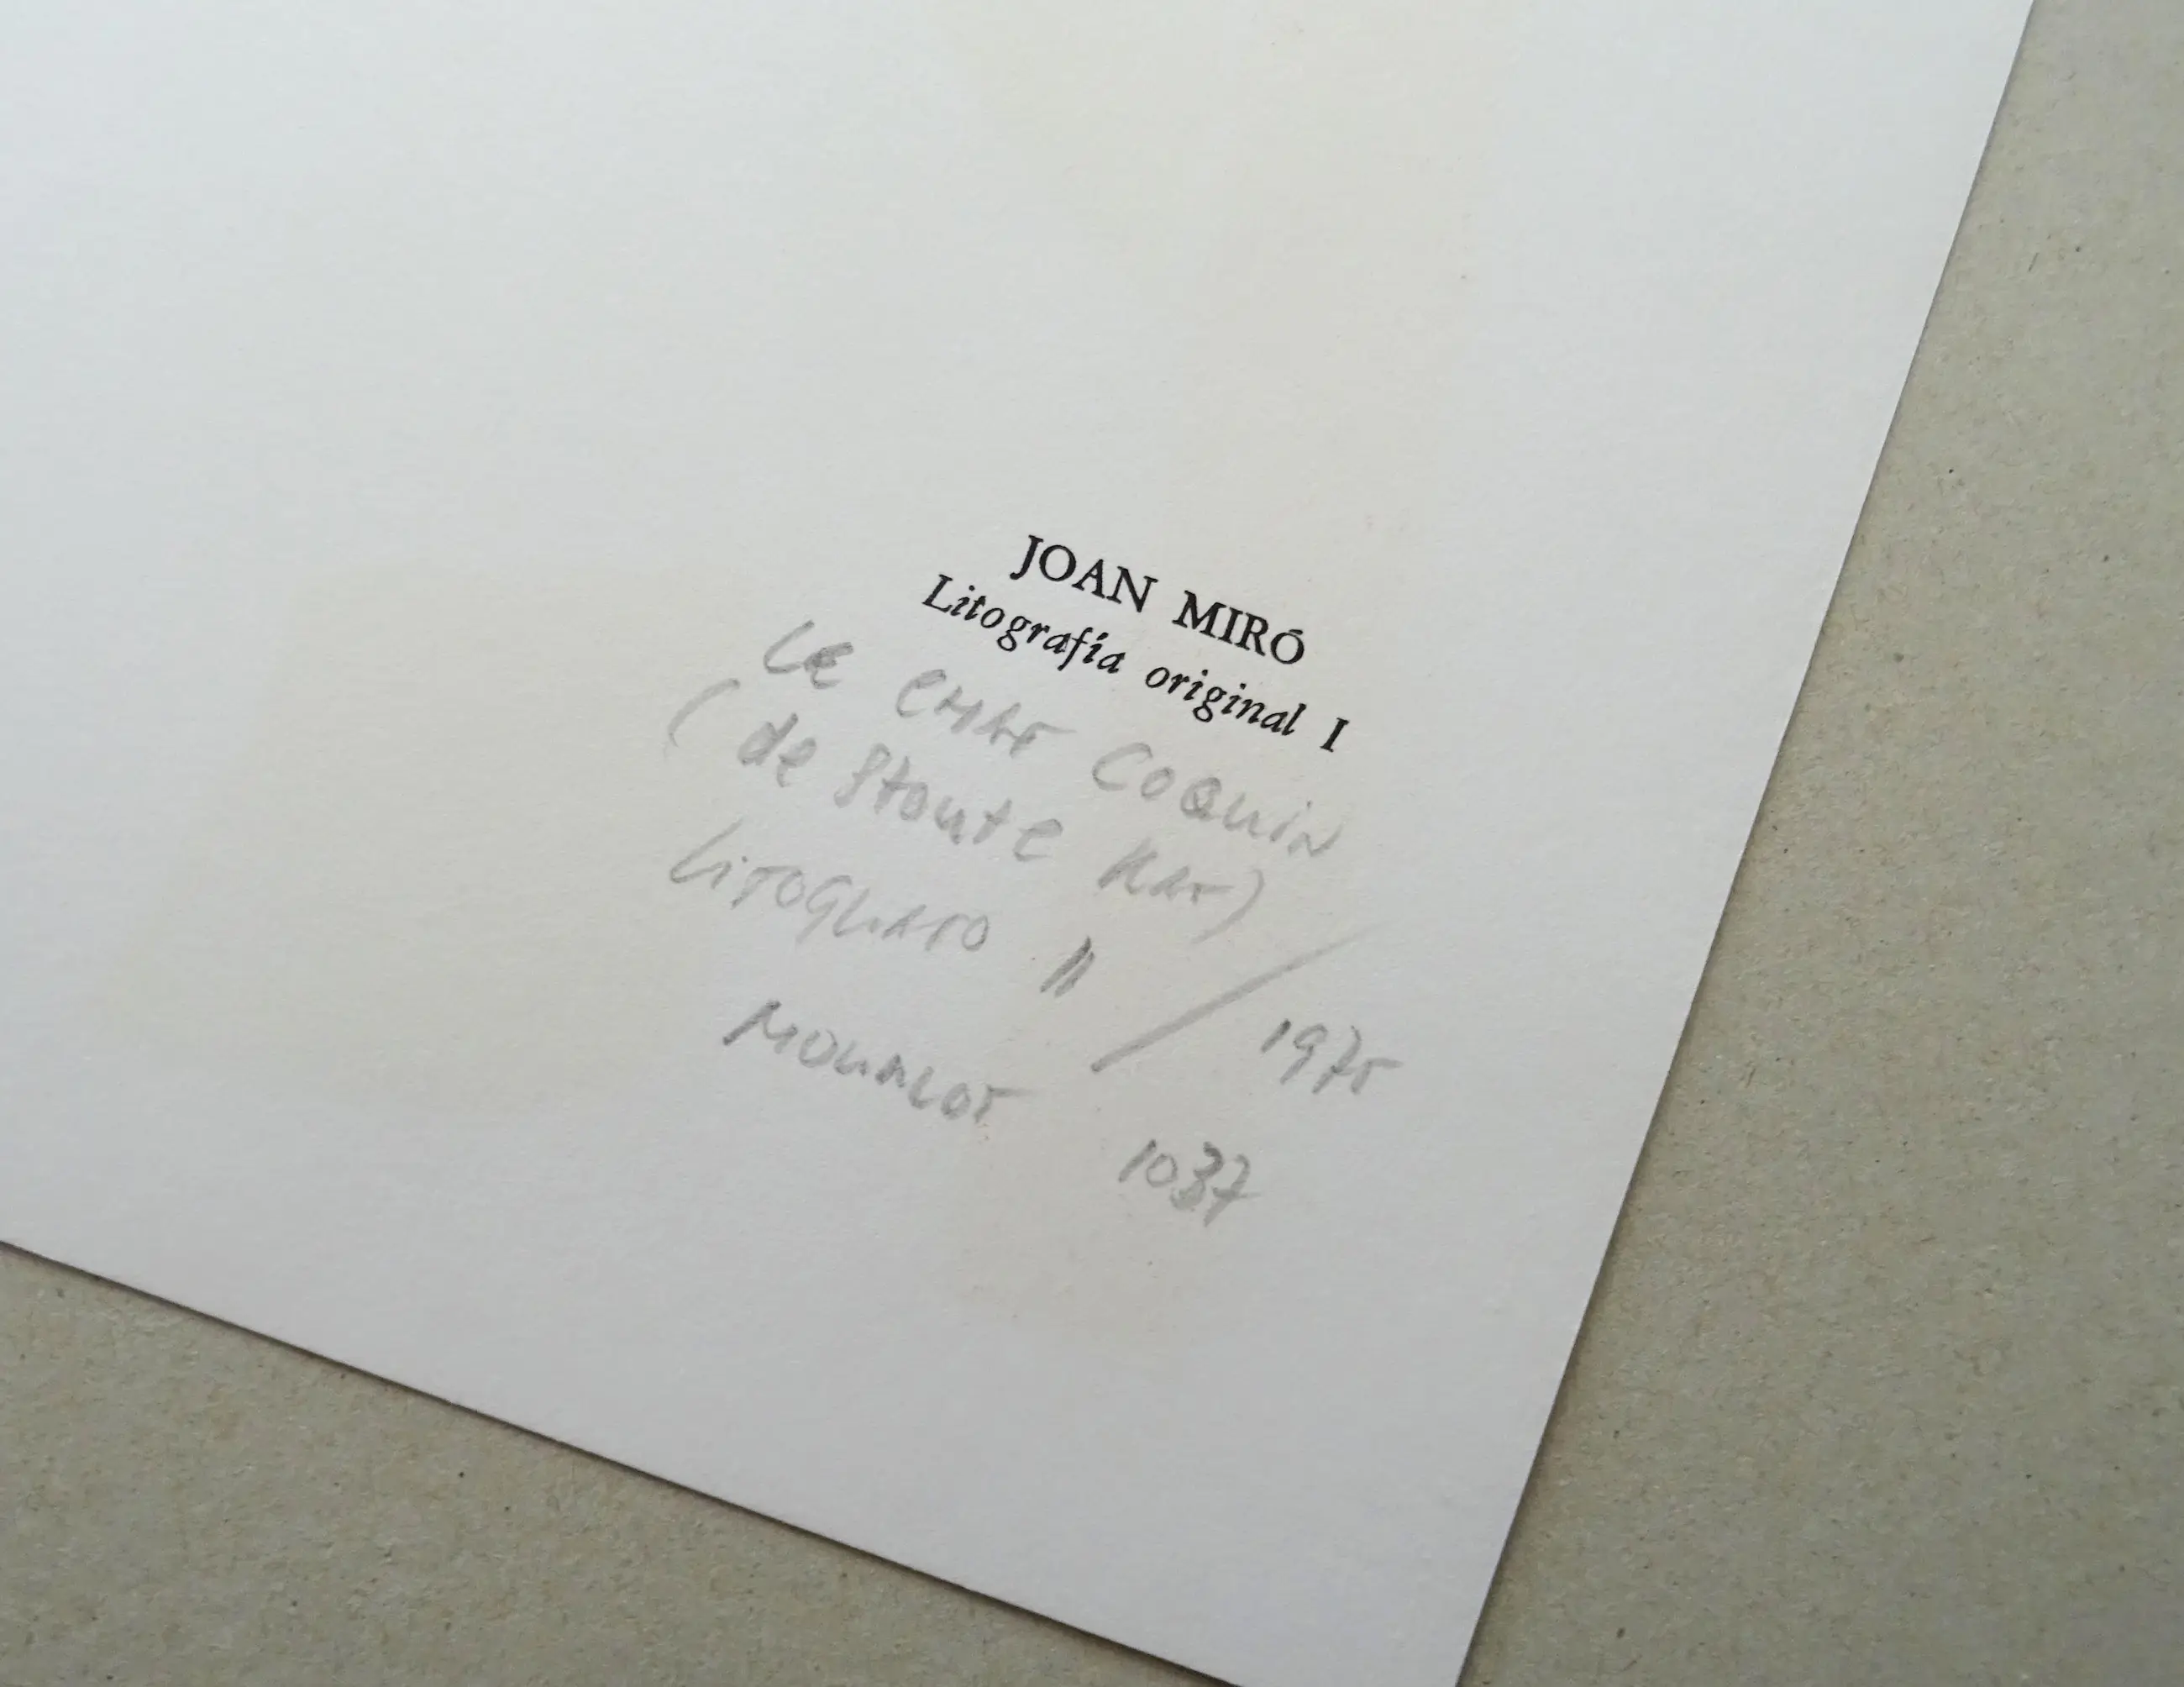 JOAN MIRÓ
Litografía original I
Le CHAT COQUIN
(de Stoute KAT)
LITOGRAFO II / 1975
MOURLOT 1037